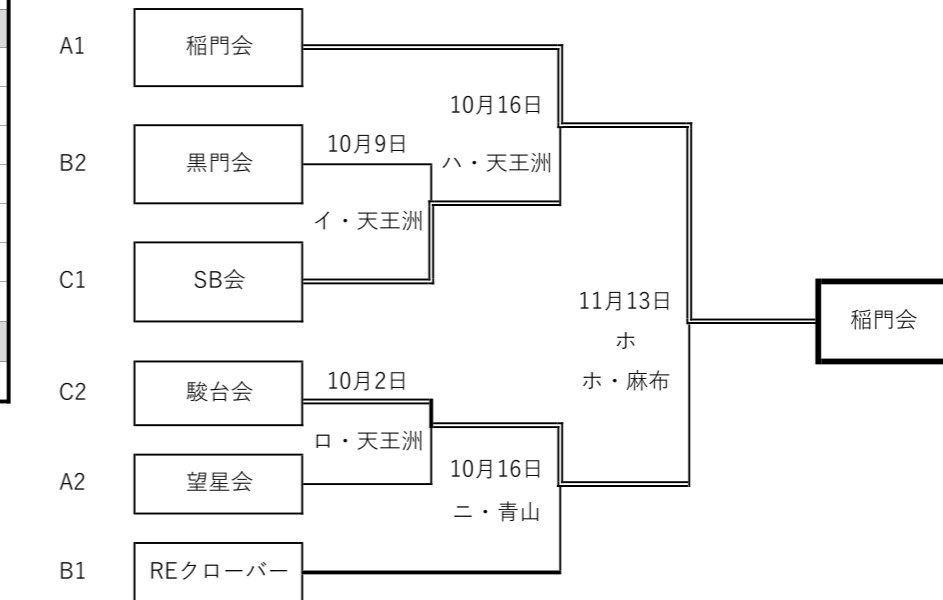 A1
稲門会
10月16日
10月9日
B2
黒門会
ハ・天王洲
イ・天王洲
C1
SB会
11月13日
稲門会
ホ
C2
駿台会
10月2日
ホ・麻布
ロ・天王洲
10月16日
A2
望星会
ニ・青山
B1
REクローバー